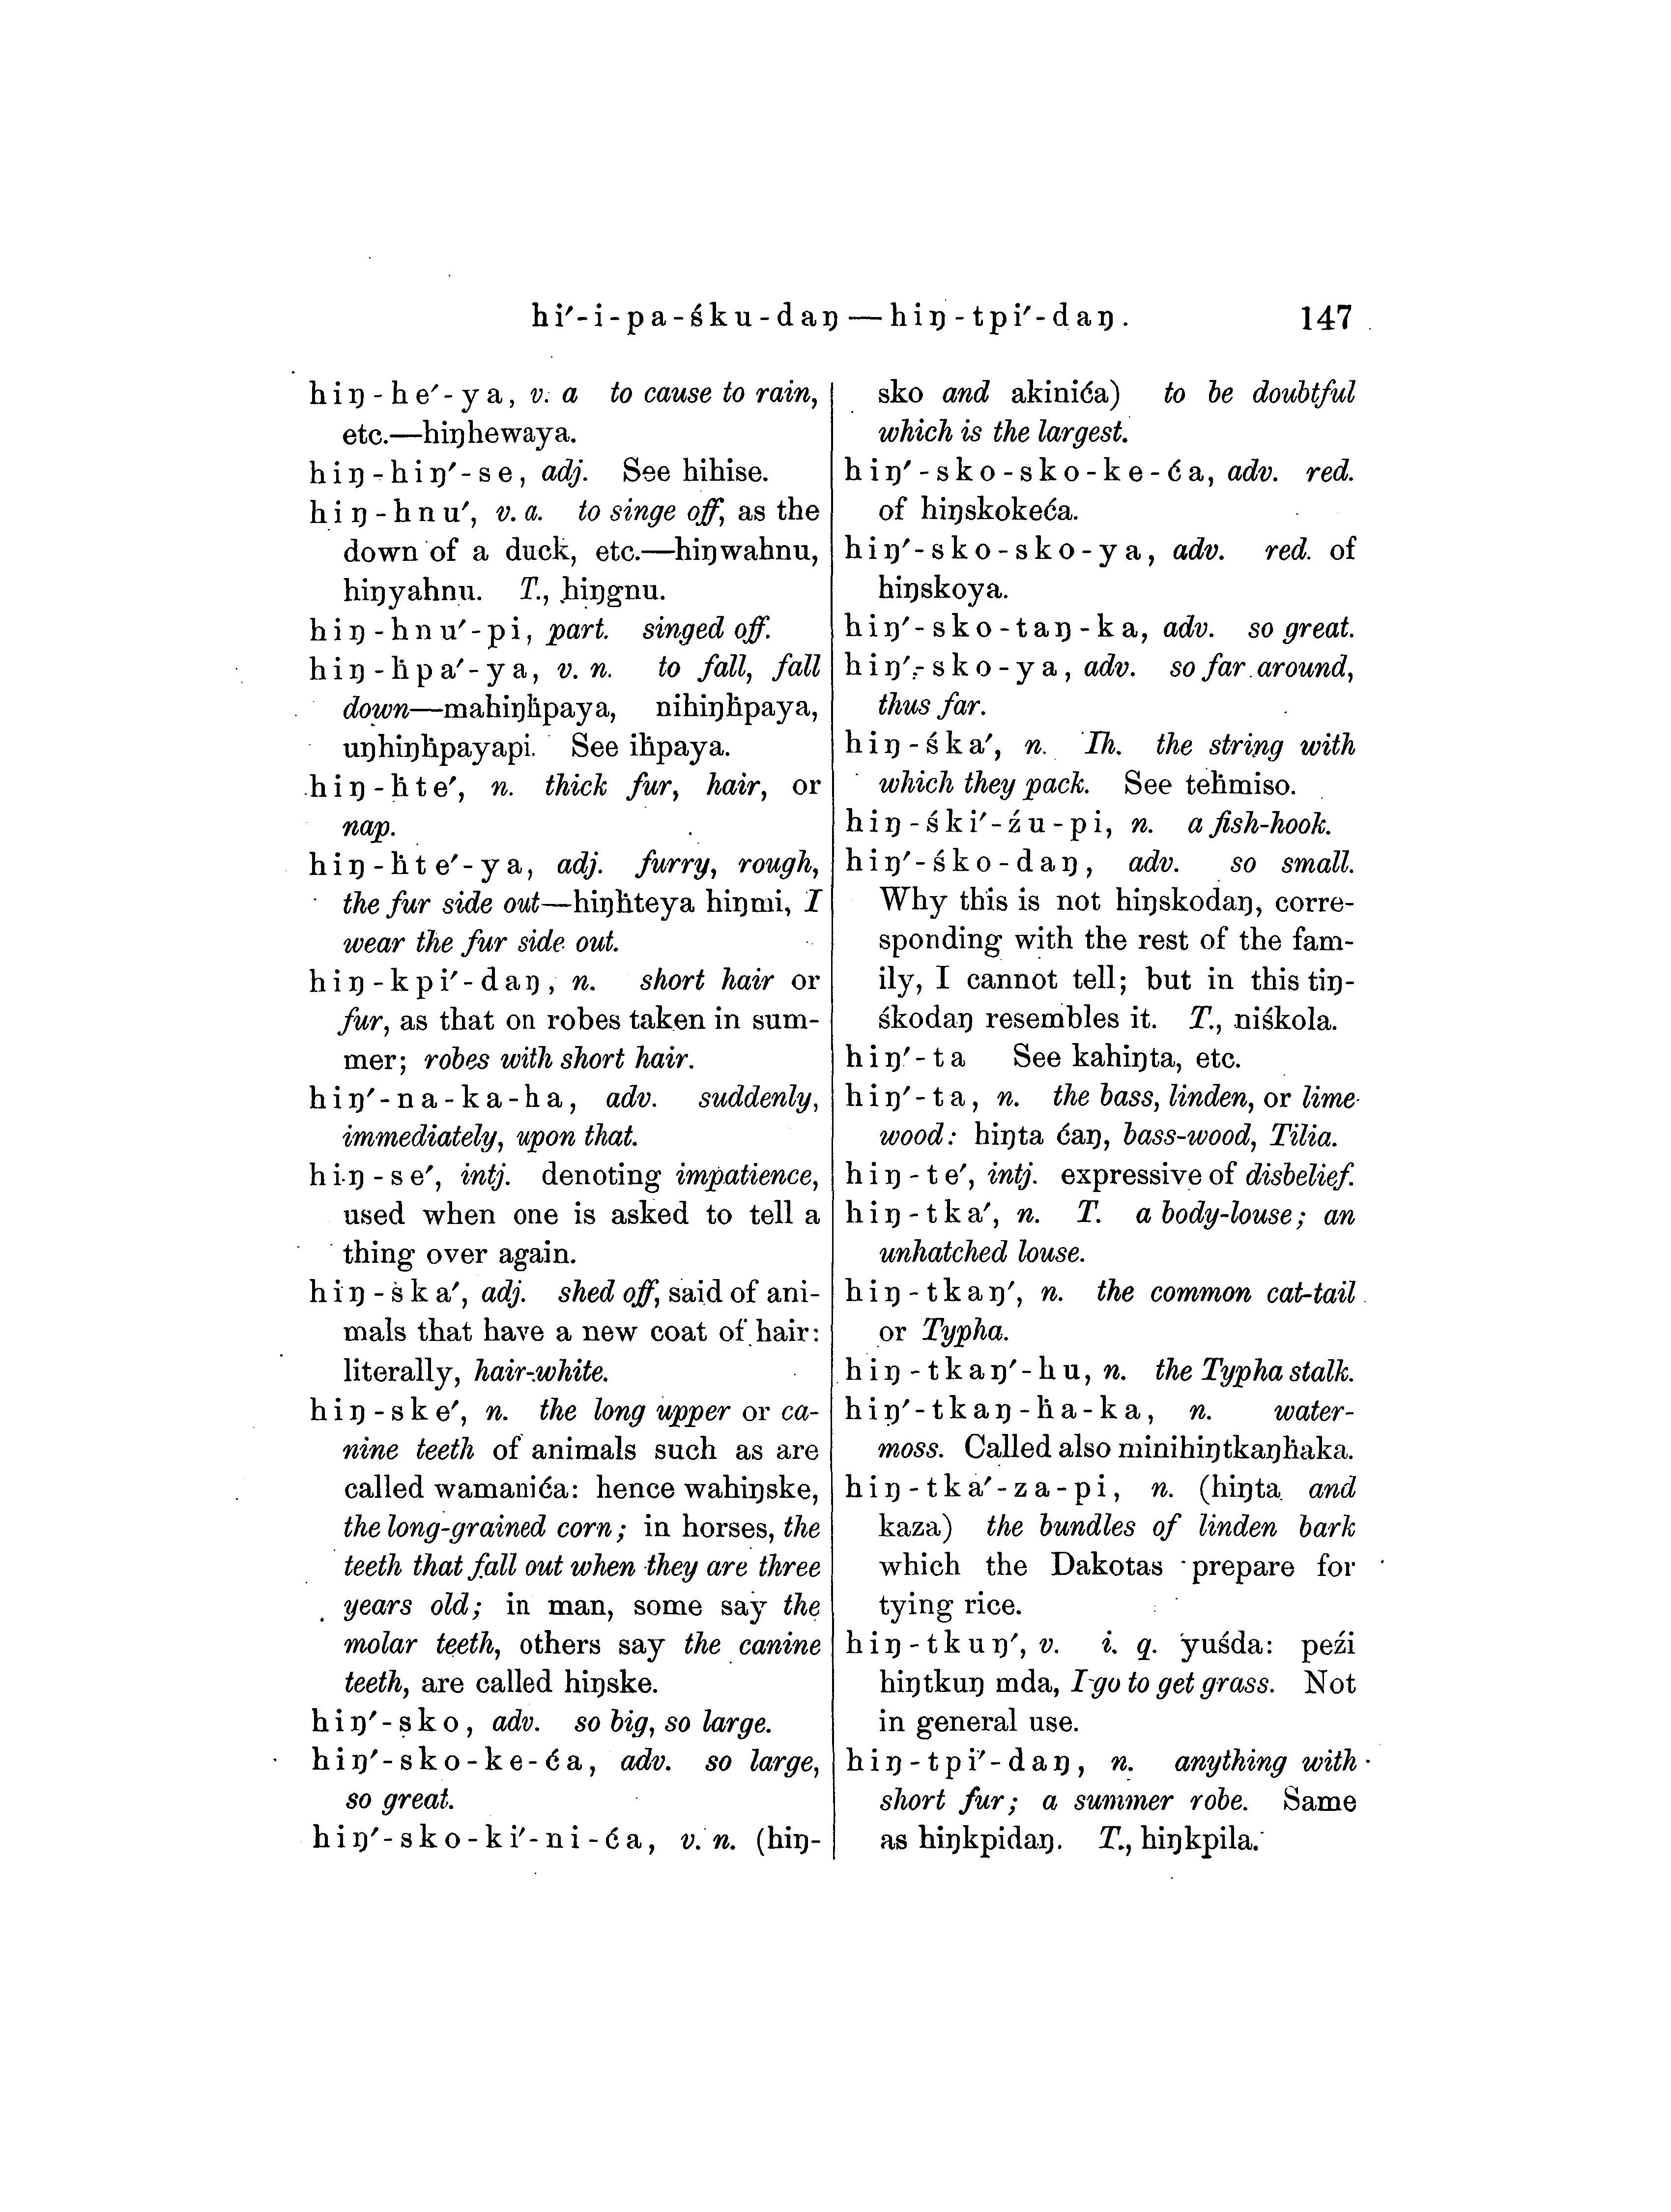 hi′-i-pa-śku-daŋ—hiŋ-tpi′-daŋ. 147
hiŋ-he′-ya, v. a to cause to rain,
etc.—hiŋhewaya.
hiŋ-hiŋ′-se, adj. See hihise.
hiŋ-hnu′, v. a. to singe off, as the
down of a duck, etc.—hiŋwahnu,
hiŋyahnu. T., hiŋgnu.
hiŋ-hnu′-pi, part. singed off.
hiŋ-ḣpa′-ya, v. n. to fall, fall
down—mahiŋḣpaya, nihiŋḣpaya,
uŋhiŋḣpayapi. See iḣpaya.
hiŋ-ḣte′, n. thick fur, hair, or
nap.
hiŋ-ḣte′-ya, adj. furry, rough,
the fur side out—hiŋḣteya hiŋmi, I
wear the fur side out.
hiŋ-kpi′-daŋ, n. short hair or
fur, as that on robes taken in sum-
mer; robes with short hair.
hiŋ′-na-ka-ha, adv. suddenly,
immediately, upon that.
hiŋ-se′, intj. denoting impatience,
used when one is asked to tell a
thing over again.
hiŋ-ska′, adj. shed off, said of ani-
mals that have a new coat of hair:
literally, hair-white.
hiŋ-ske′, n. the long upper or ca-
nine teeth of animals such as are
called wamanića: hence wahiŋske,
the long-grained corn; in horses, the
teeth that fall out when they are three
years old; in man, some say the
molar teeth, others say the canine
teeth, are called hiŋske.
hiŋ′-sko, adv. so big, so large.
hiŋ′-sko-ke-ća, adv. so large,
so great.
hiŋ′-sko-ki′-ni-ća, v. n. (hiŋ-
sko and akinića) to be doubtful
which is the largest.
hiŋ′-sko-sko-ke-ća, adv. red.
of hiŋskokeća.
hiŋ′-sko-sko-ya, adv. red. of
hiŋskoya.
hiŋ′-sko-taŋ-ka, adv. so great.
hiŋ′-sko-ya, adv. so far around,
thus far.
hiŋ-śka′, n. Ih. the string with
which they pack. See teḣmiso.
hiŋ-śki′-źu-pi, n. a fish-hook.
hiŋ′-śko-daŋ, adv. so small.
Why this is not hiŋskodaŋ, corre-
sponding with the rest of the fam-
ily, I cannot tell; but in this tiŋ-
śkodaŋ resembles it. T., niśkola.
hiŋ′-ta See kahiŋta, etc.
hiŋ′-ta, n. the bass, linden, or lime-
wood: hiŋta ćaŋ, bass-wood, Tilia.
hiŋ-te′, intj. expressive of disbelief.
hiŋ-tka′, n. T. a body-louse; an
unhatched louse.
hiŋ-tkaŋ′, n. the common cat-tail
or Typha.
hiŋ-tkaŋ′-hu, n. the Typha stalk.
hiŋ′-tkaŋ-ḣa-ka, n. water-
moss. Called also minihiŋtkaŋḣaka.
hiŋ-tka′-za-pi, n. (hiŋta and
kaza) the bundles of linden bark
which the Dakotas prepare for
tying rice.
hiŋ-tkuŋ′, v. i. q. yuśda: peźi
hiŋtkuŋ mda, I go to get grass. Not
in general use.
hiŋ-tpi′-daŋ, n. anything with
short fur; a summer robe. Same
as hiŋkpidaŋ. T., hiŋkpila.